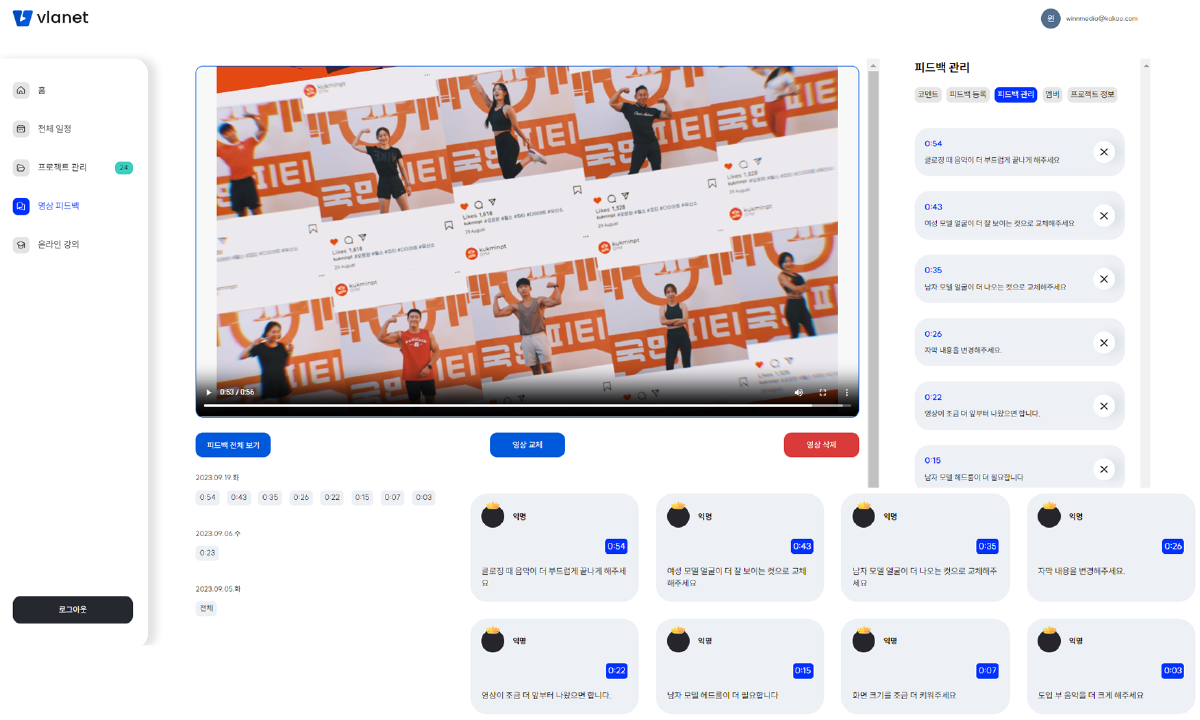 vlanet
윈
winnmedia@kakao.com
홈
전체 일정
프로젝트 관리
24
영상 피드백
온라인 강의
로그아웃
kukminpt
kukminpt
GYM
kukminpt
GYM
kukminpt
GYM
Likes 1,618
29 August
Likes 1,618
29 August
Likes 1,528
29 August
Likes 1,528
29 August
국민피티
0:53 / 0:56
피드백 전체 보기
영상 교체
영상 삭제
2023.09.19.화
0:54 0:43 0:35 0:26 0:22 0:15 0:07 0:03
2023.09.06.수
0:23
2023.09.05.화
전체
피드백 관리
코멘트 피드백 등록 피드백 관리 멤버 프로젝트 정보
0:54
클로징 때 음악이 더 부드럽게 끝나게 해주세요
0:43
여성 모델 얼굴이 더 잘 보이는 컷으로 교체해주세요
0:35
남자 모델 얼굴이 더 나오는 컷으로 교체해주세요
0:26
자막 내용을 변경해주세요.
0:22
영상이 조금 더 앞부터 나왔으면 합니다.
0:15
남자 모델 헤드룸이 더 필요합니다
익명
0:54
클로징 때 음악이 더 부드럽게 끝나게 해주세
요
익명
0:43
여성 모델 얼굴이 더 잘 보이는 컷으로 교체
해주세요
익명
0:35
남자 모델 얼굴이 더 나오는 컷으로 교체해주
세요
익명
0:26
자막 내용을 변경해주세요.
익명
0:22
영상이 조금 더 앞부터 나왔으면 합니다.
익명
0:15
남자 모델 헤드룸이 더 필요합니다
익명
0:07
화면 크기를 조금 더 키워주세요
익명
0:03
도입 부 음악을 더 크게 해주세요